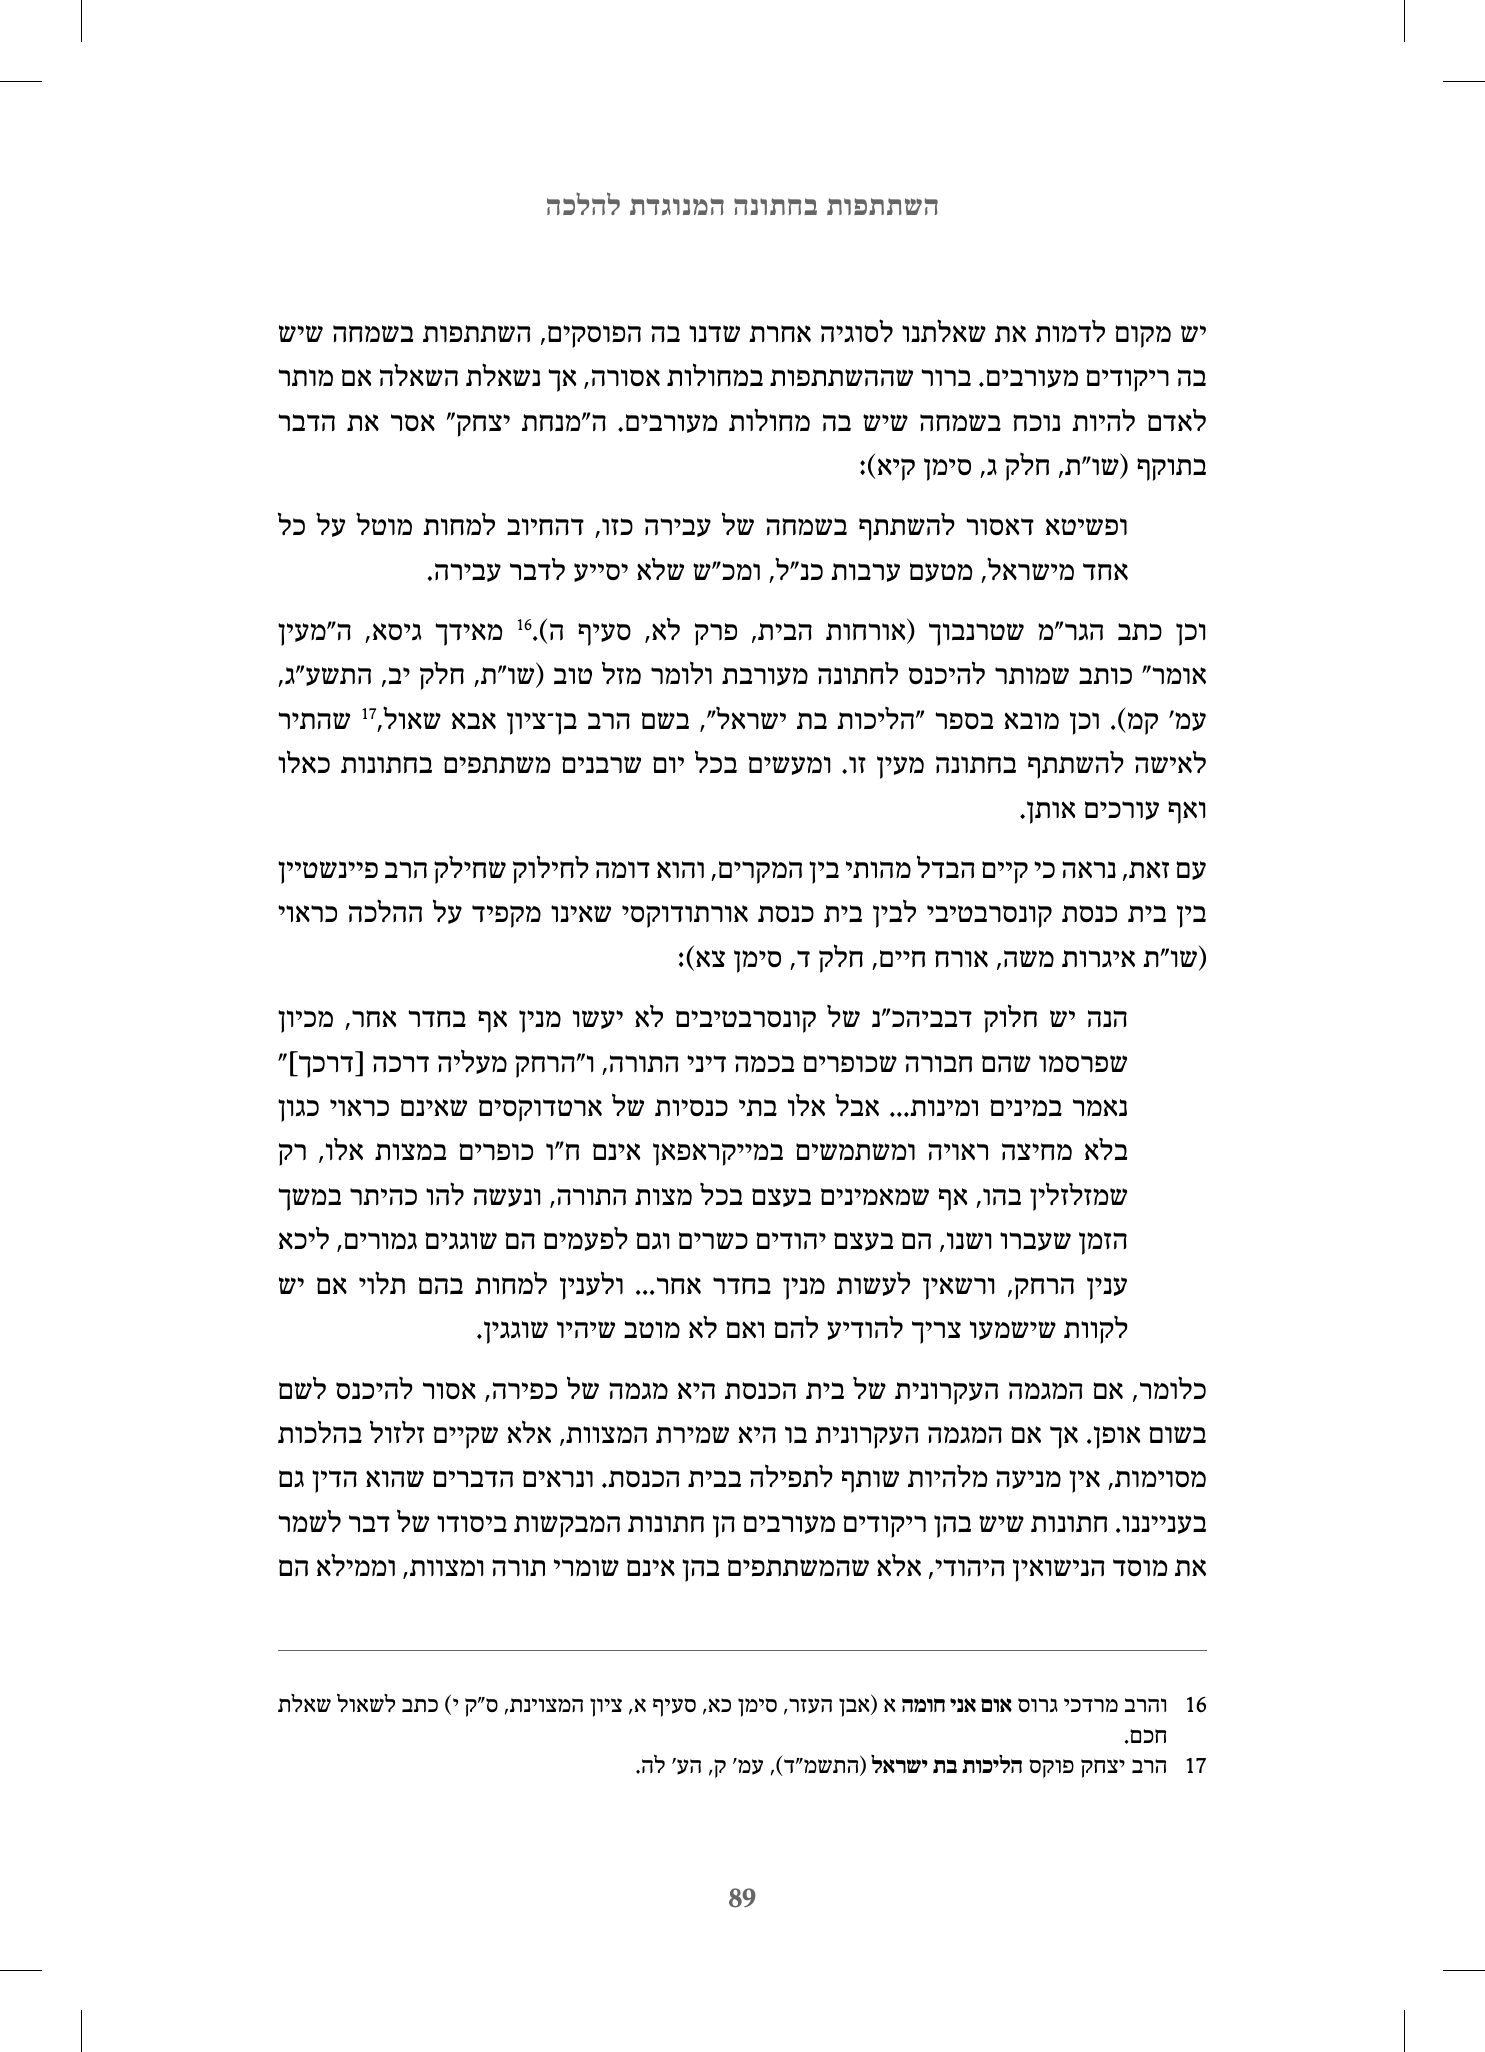 השתתפות בחתונה המנוגדת להלכה
יש מקום לדמות את שאלתנו לסוגיה אחרת שדנו בה הפוסקים, השתתפות בשמחה שיש
בה ריקודים מעורבים. ברור שההשתתפות במחולות אסורה, אך נשאלת השאלה אם מותר
לאדם להיות נוכח בשמחה שיש בה מחולות מעורבים. ה"מנחת יצחק" אסר את הדבר
בתוקף (שו"ת, חלק ג, סימן קיא):
ופשיטא דאסור להשתתף בשמחה של עבירה כזו, דהחיוב למחות מוטל על כל
אחד מישראל, מטעם ערבות כנ"ל, ומכ"ש שלא יסייע לדבר עבירה.
וכן כתב הגר"מ שטרנבוך (אורחות הבית, פרק לא, סעיף ה).16 מאידך גיסא, ה"מעין
אומר" כותב שמותר להיכנס לחתונה מעורבת ולומר מזל טוב (שו"ת, חלק יב, התשע"ג,
עמ' קמ). וכן מובא בספר "הליכות בת ישראל", בשם הרב בן־ציון אבא שאול,17 שהתיר
לאישה להשתתף בחתונה מעין זו. ומעשים בכל יום שרבנים משתתפים בחתונות כאלו
ואף עורכים אותן.
עם זאת, נראה כי קיים הבדל מהותי בין המקרים, והוא דומה לחילוק שחילק הרב פיינשטיין
בין בית כנסת קונסרבטיבי לבין בית כנסת אורתודוקסי שאינו מקפיד על ההלכה כראוי
(שו"ת איגרות משה, אורח חיים, חלק ד, סימן צא):
הנה יש חלוק דבביהכ"נ של קונסרבטיבים לא יעשו מנין אף בחדר אחר, מכיון
שפרסמו שהם חבורה שכופרים בכמה דיני התורה, ו"הרחק מעליה דרכה [דרכך]"
נאמר במינים ומינות... אבל אלו בתי כנסיות של ארטדוקסים שאינם כראוי כגון
בלא מחיצה ראויה ומשתמשים במייקראפאן אינם ח"ו כופרים במצות אלו, רק
שמזלזלין בהו, אף שמאמינים בעצם בכל מצות התורה, ונעשה להו כהיתר במשך
הזמן שעברו ושנו, הם בעצם יהודים כשרים וגם לפעמים הם שוגגים גמורים, ליכא
ענין הרחק, ורשאין לעשות מנין בחדר אחר... ולענין למחות בהם תלוי אם יש
לקוות שישמעו צריך להודיע להם ואם לא מוטב שיהיו שוגגין.
כלומר, אם המגמה העקרונית של בית הכנסת היא מגמה של כפירה, אסור להיכנס לשם
בשום אופן. אך אם המגמה העקרונית בו היא שמירת המצוות, אלא שקיים זלזול בהלכות
מסוימות, אין מניעה מלהיות שותף לתפילה בבית הכנסת. ונראים הדברים שהוא הדין גם
בענייננו. חתונות שיש בהן ריקודים מעורבים הן חתונות המבקשות ביסודו של דבר לשמר
את מוסד הנישואין היהודי, אלא שהמשתתפים בהן אינם שומרי תורה ומצוות, וממילא הם
16 והרב מרדכי גרוס אום אני חומה א (אבן העזר, סימן כא, סעיף א, ציון המצוינת, ס"ק י) כתב לשאול שאלת
חכם.
17 הרב יצחק פוקס הליכות בת ישראל (התשמ"ד), עמ' ק, הע' לה.
89